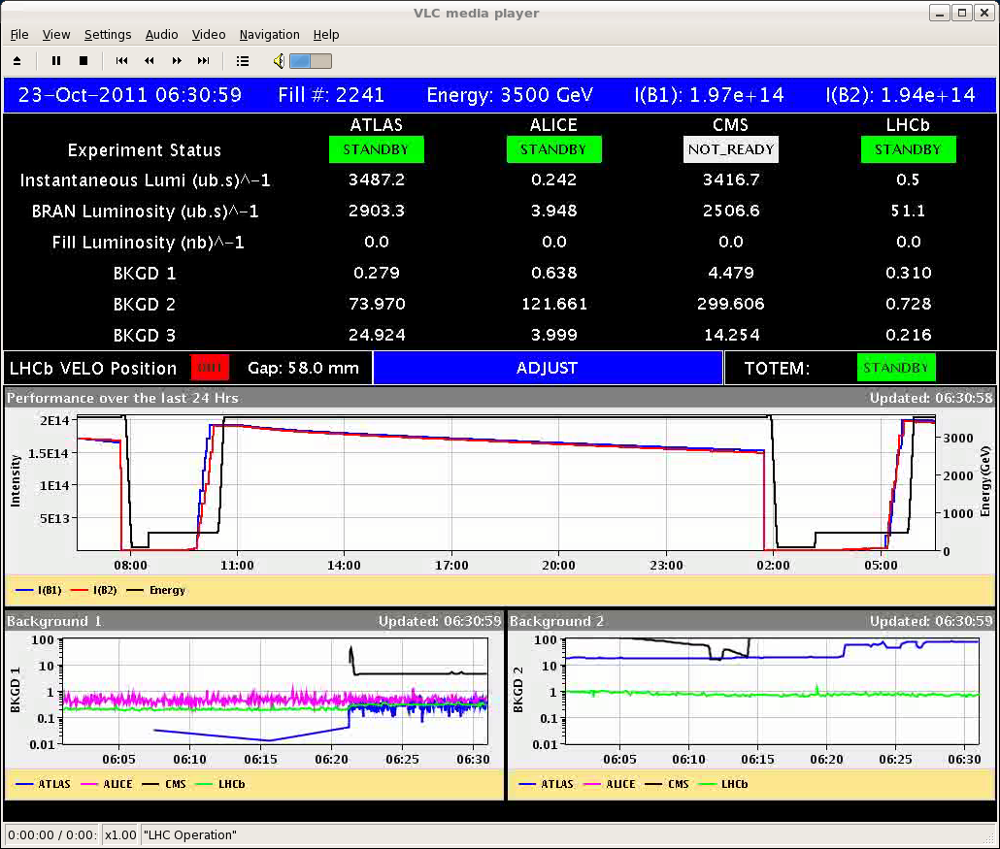 VLC media player
File View Settings Audio Video Navigation Help
23-Oct-2011 06:30:59 Fill #: 2241 Energy: 3500 GeV I(B1): 1.97e+14 I(B2): 1.94e+14
ATLAS ALICE CMS LHCb
Experiment Status STANDBY STANDBY NOT_READY STANDBY
Instantaneous Lumi (ub.s)^-1 3487.2 0.242 3416.7 0.5
BRAN Luminosity (ub.s)^-1 2903.3 3.948 2506.6 51.1
Fill Luminosity (nb)^-1 0.0 0.0 0.0 0.0
BKGD 1 0.279 0.638 4.479 0.310
BKGD 2 73.970 121.661 299.606 0.728
BKGD 3 24.924 3.999 14.254 0.216
LHCb VELO Position OUT Gap: 58.0 mm ADJUST TOTEM: STANDBY
Performance over the last 24 Hrs Updated: 06:30:58
2E14
1.5E14
1E14
5E13
Intensity
3000
2000
1000
0
Energy(GeV)
08:00 11:00 14:00 17:00 20:00 23:00 02:00 05:00
I(B1) I(B2) Energy
Background 1 Updated: 06:30:59
BKGD 1
100
10
1
0.1
0.01
06:05 06:10 06:15 06:20 06:25 06:30
ATLAS ALICE CMS LHCb
Background 2 Updated: 06:30:59
BKGD 2
100
10
1
0.1
0.01
06:05 06:10 06:15 06:20 06:25 06:30
ATLAS ALICE CMS LHCb
0:00:00 / 0:00: x1.00 "LHC Operation"